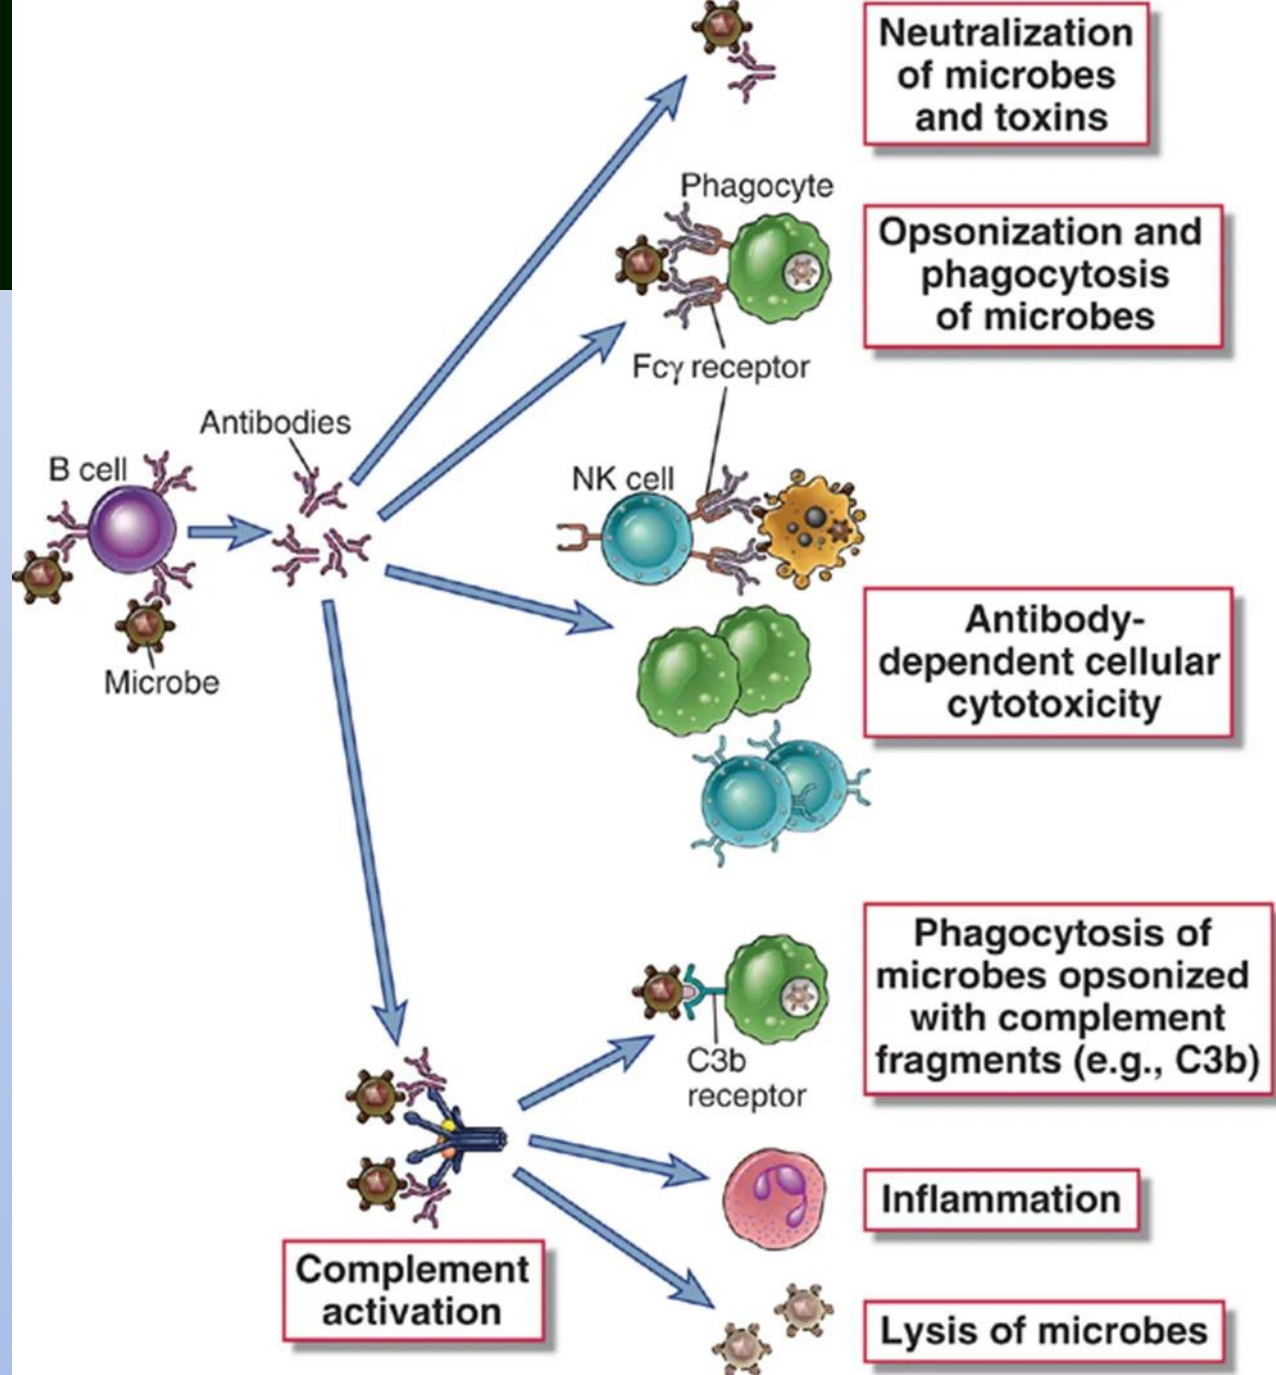 Neutralization
of microbes
and toxins
Phagocyte
Opsonization and
phagocytosis
of microbes
Fcγ receptor
Antibodies
B cell
NK cell
Microbe
Antibody-
dependent cellular
cytotoxicity
Phagocytosis of
microbes opsonized
with complement
fragments (e.g., C3b)
C3b
receptor
Inflammation
Complement
activation
Lysis of microbes